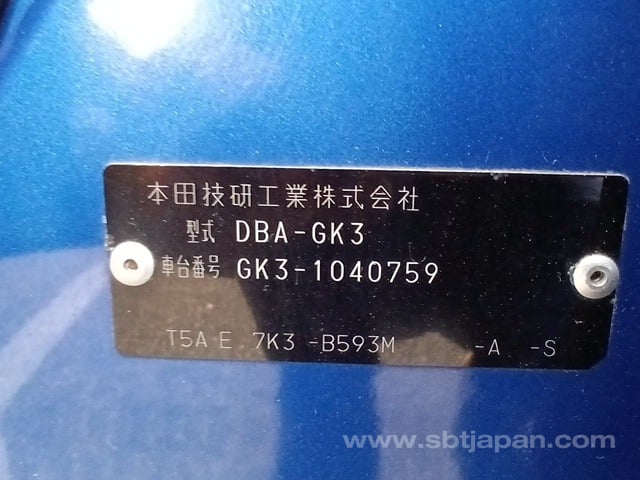 本田技研工業株式会社
型式 DBA-GK3
車台番号 GK3-1040759
T5A E 7K3 -B593M -A -S
www.sbtjapan.com